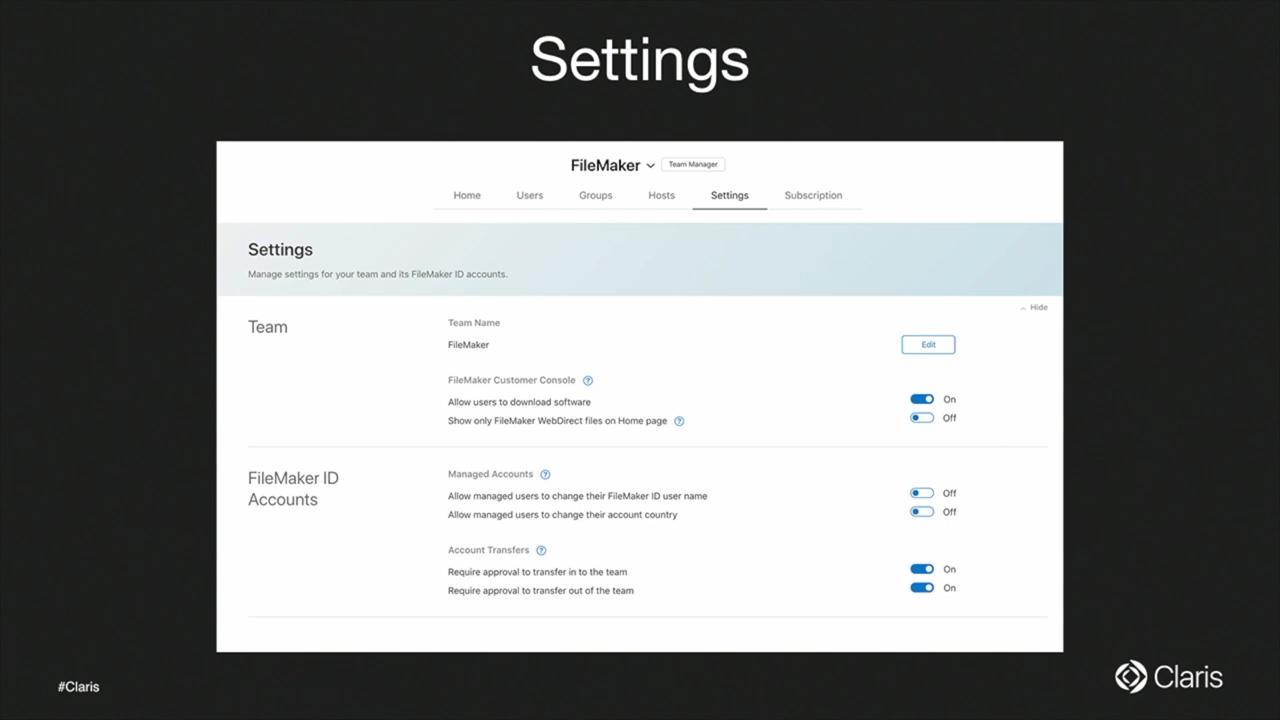 Settings
FileMaker Team Manager
Home Users Groups Hosts Settings Subscription
Settings
Manage settings for your team and its FileMaker ID accounts.
Hide
Team
Team Name
FileMaker Edit
FileMaker Customer Console ?
Allow users to download software On
Show only FileMaker WebDirect files on Home page ? Off
FileMaker ID
Accounts
Managed Accounts ?
Allow managed users to change their FileMaker ID user name Off
Allow managed users to change their account country Off
Account Transfers ?
Require approval to transfer in to the team On
Require approval to transfer out of the team On
#Claris
Claris